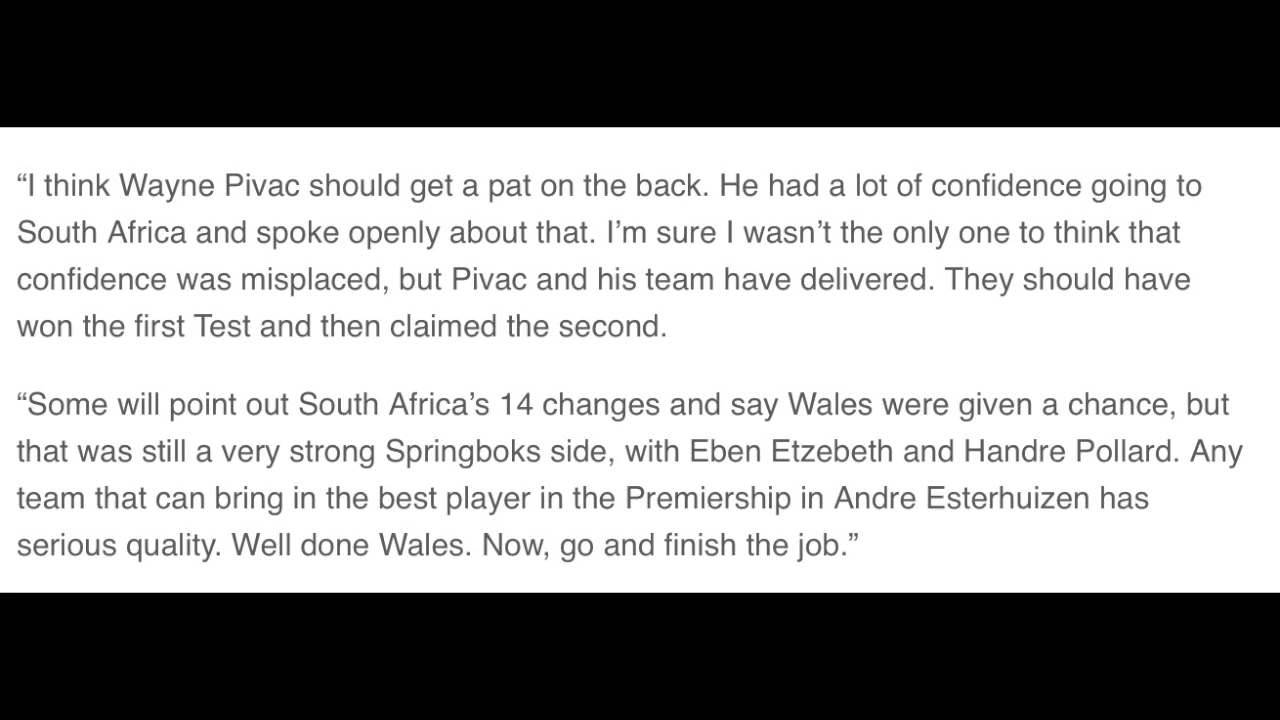 “I think Wayne Pivac should get a pat on the back. He had a lot of confidence going to
South Africa and spoke openly about that. I’m sure I wasn’t the only one to think that
confidence was misplaced, but Pivac and his team have delivered. They should have
won the first Test and then claimed the second.
“Some will point out South Africa’s 14 changes and say Wales were given a chance, but
that was still a very strong Springboks side, with Eben Etzebeth and Handre Pollard. Any
team that can bring in the best player in the Premiership in Andre Esterhuizen has
serious quality. Well done Wales. Now, go and finish the job.”